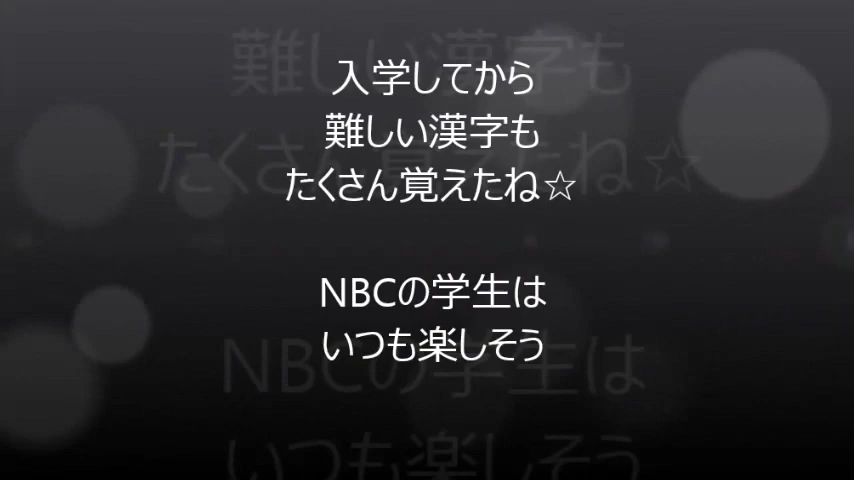 入学してから
難しい漢字も
たくさん覚えたね☆
NBCの学生は
いつも楽しそう